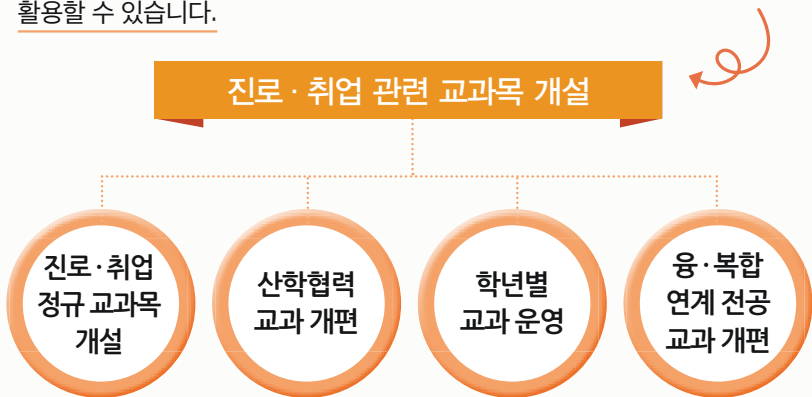 활용할 수 있습니다.
진로 · 취업 관련 교과목 개설
진로·취업
정규 교과목
개설
산학협력
교과 개편
학년별
교과 운영
융·복합
연계 전공
교과 개편